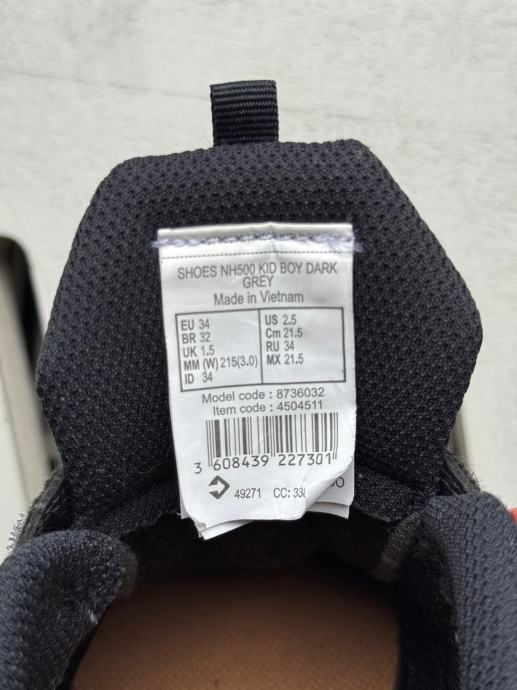 SHOES NH500 KID BOY DARK
GREY
Made in Vietnam
EU 34
BR 32
UK 1.5
MM (W) 215(3.0)
ID 34
US 2.5
Cm 21.5
RU 34
MX 21.5
Model code : 8736032
Item code : 4504511
3 608439 227301
49271 CC: